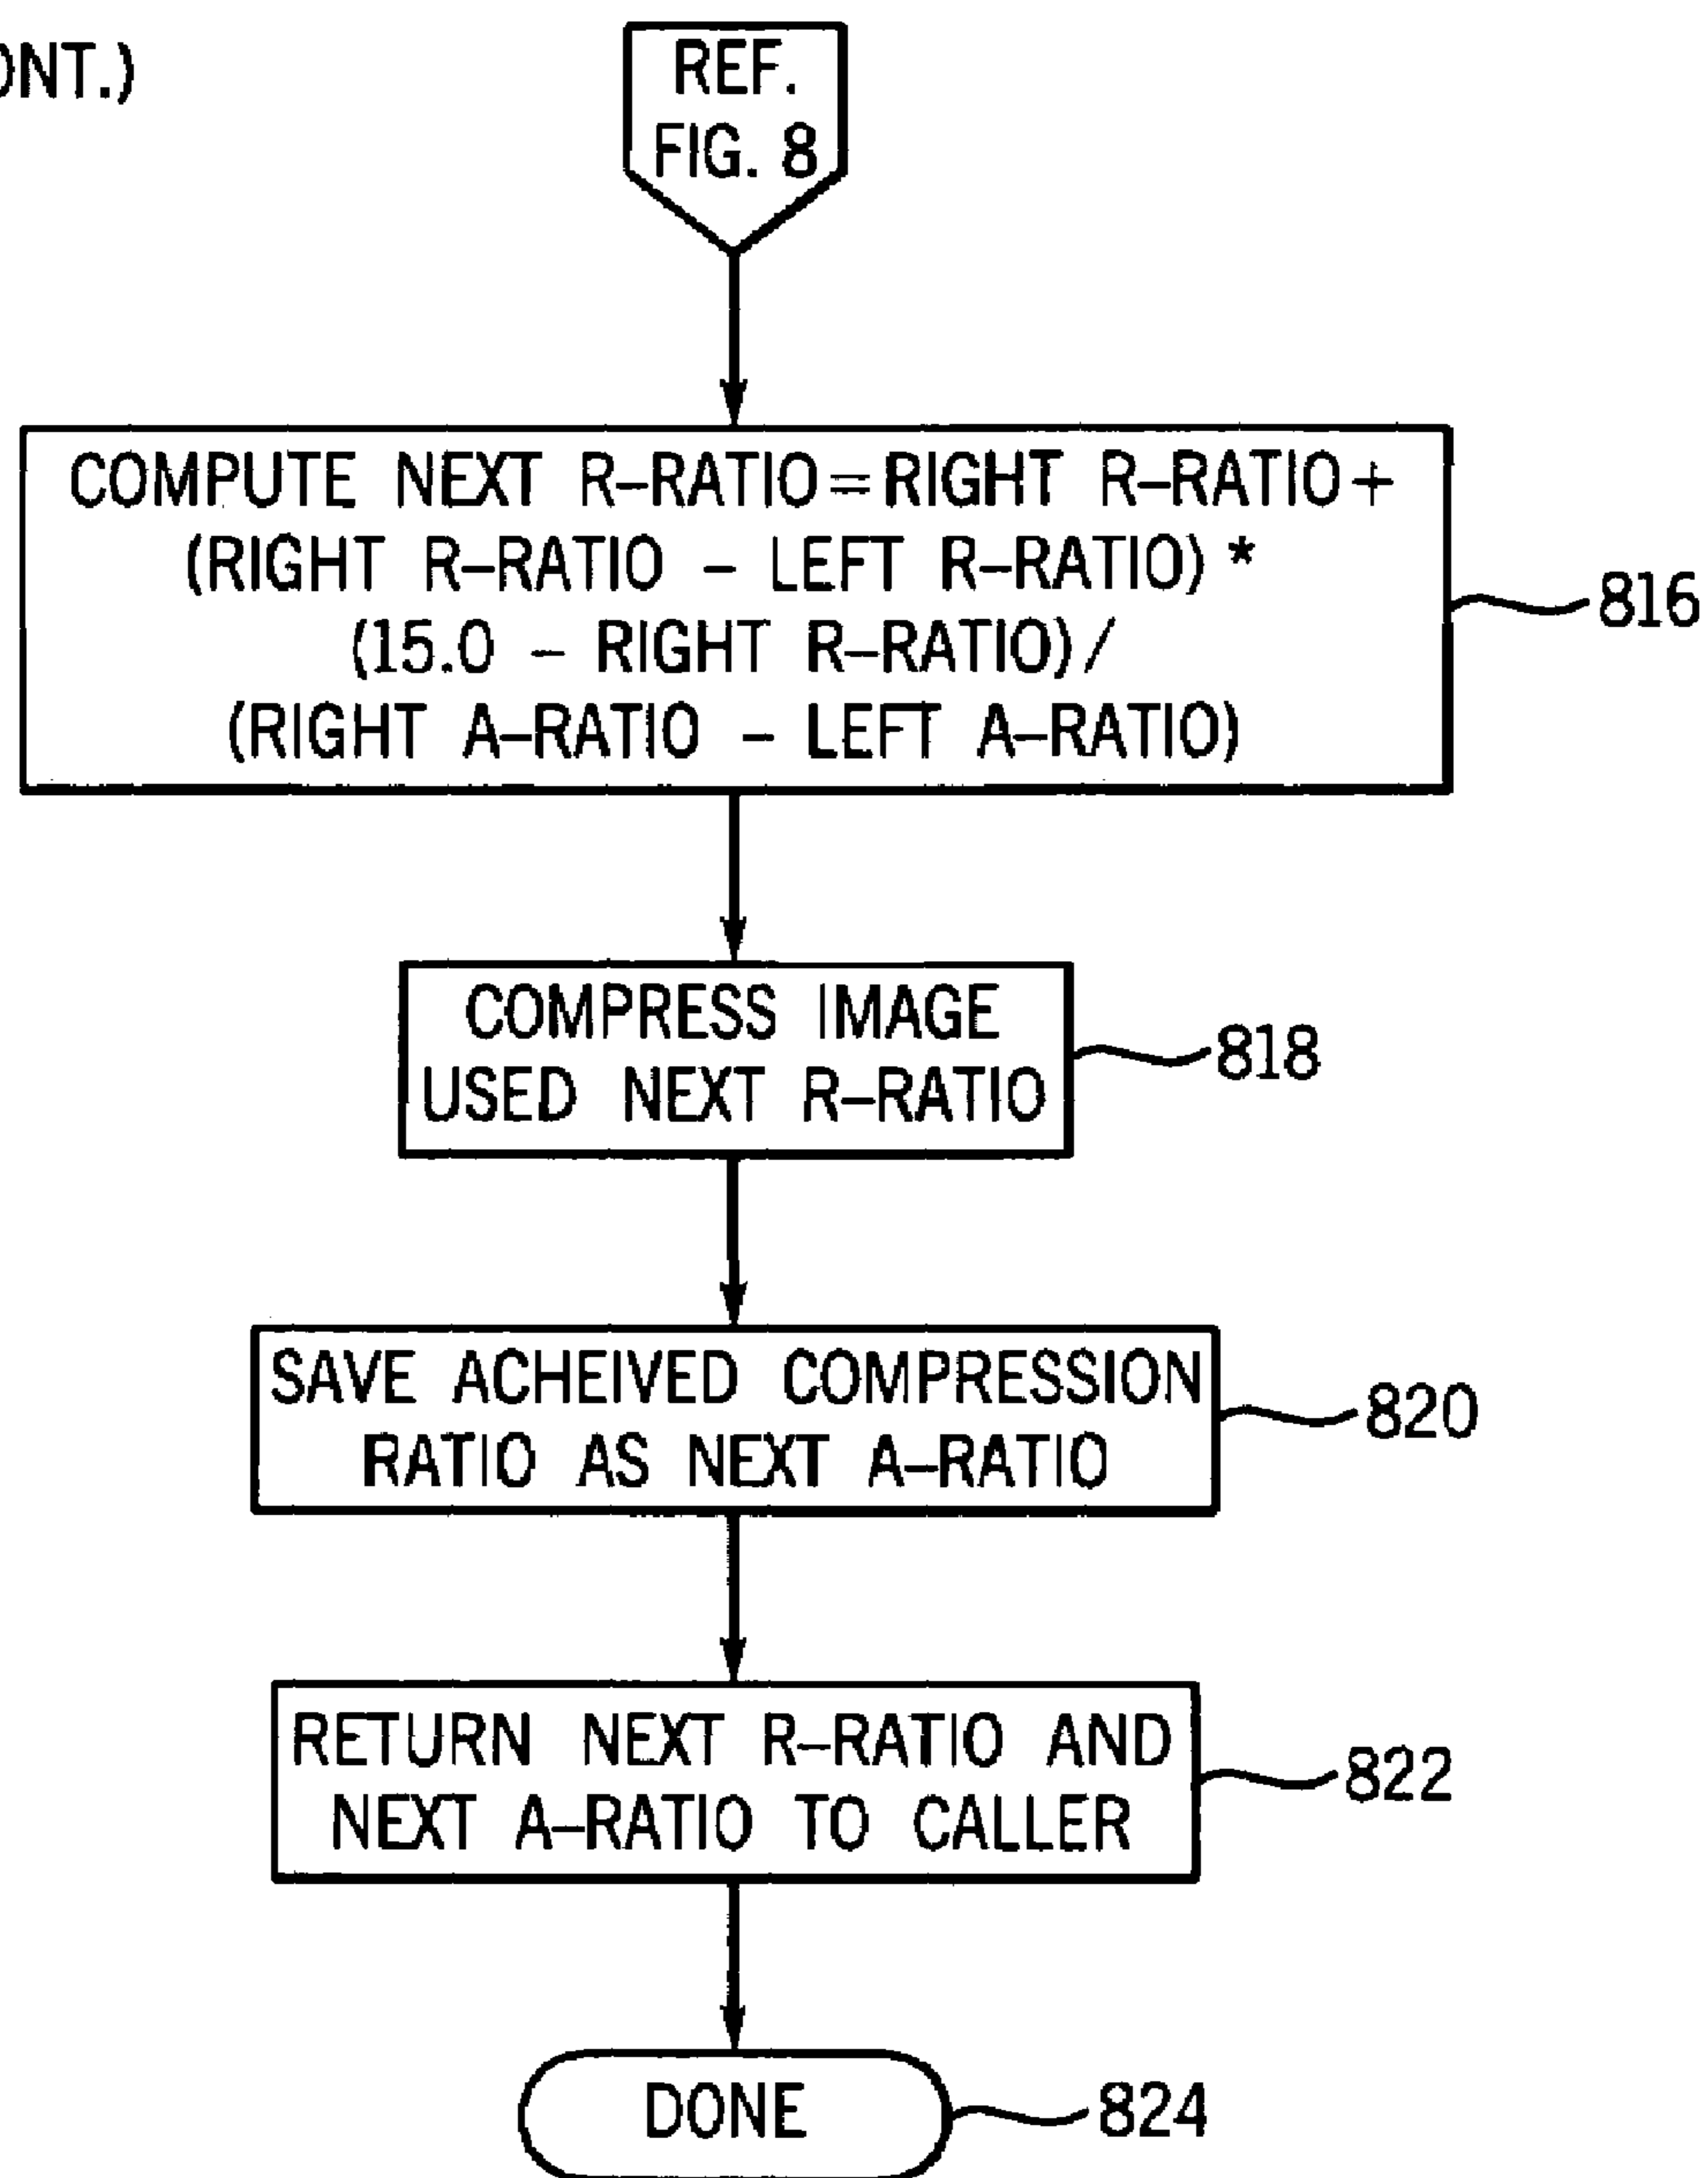 ONT.)
REF.
FIG. 8
COMPUTE NEXT R-RATIO=RIGHT R-RATIO+
(RIGHT R-RATIO - LEFT R-RATIO) *
(15.0 - RIGHT R-RATIO)/
(RIGHT A-RATIO - LEFT A-RATIO)
816
COMPRESS IMAGE
USED NEXT R-RATIO
818
SAVE ACHEIVED COMPRESSION
RATIO AS NEXT A-RATIO
820
RETURN NEXT R-RATIO AND
NEXT A-RATIO TO CALLER
822
DONE
824